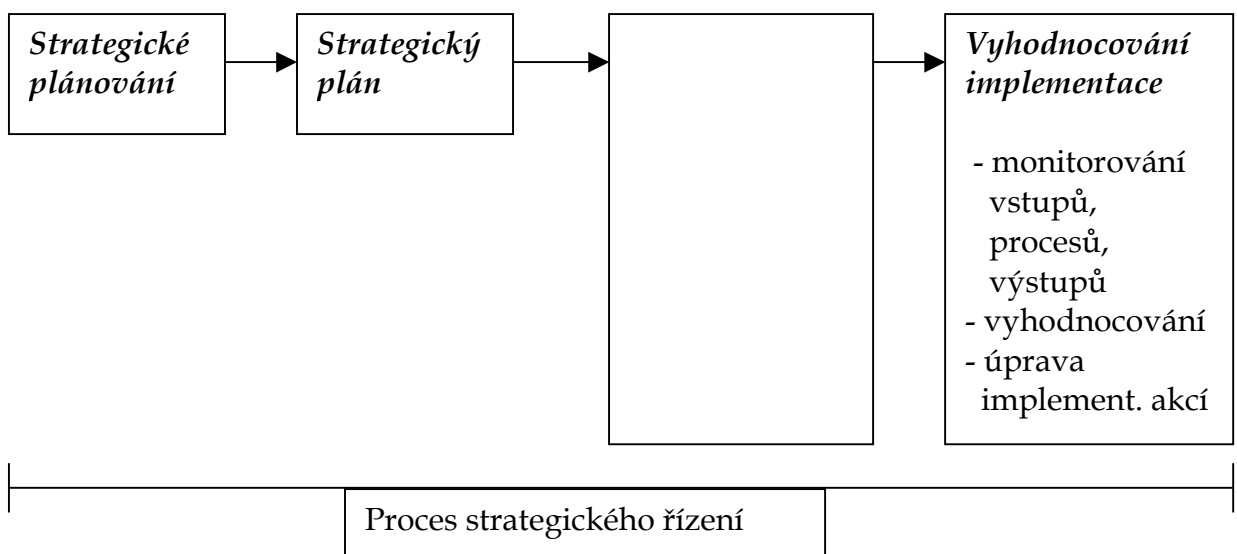 Strategické
plánování
Strategický
plán
Vyhodnocování
implementace
- monitorování
vstupů,
procesů,
výstupů
- vyhodnocování
- úprava
implement. akcí
Proces strategického řízení